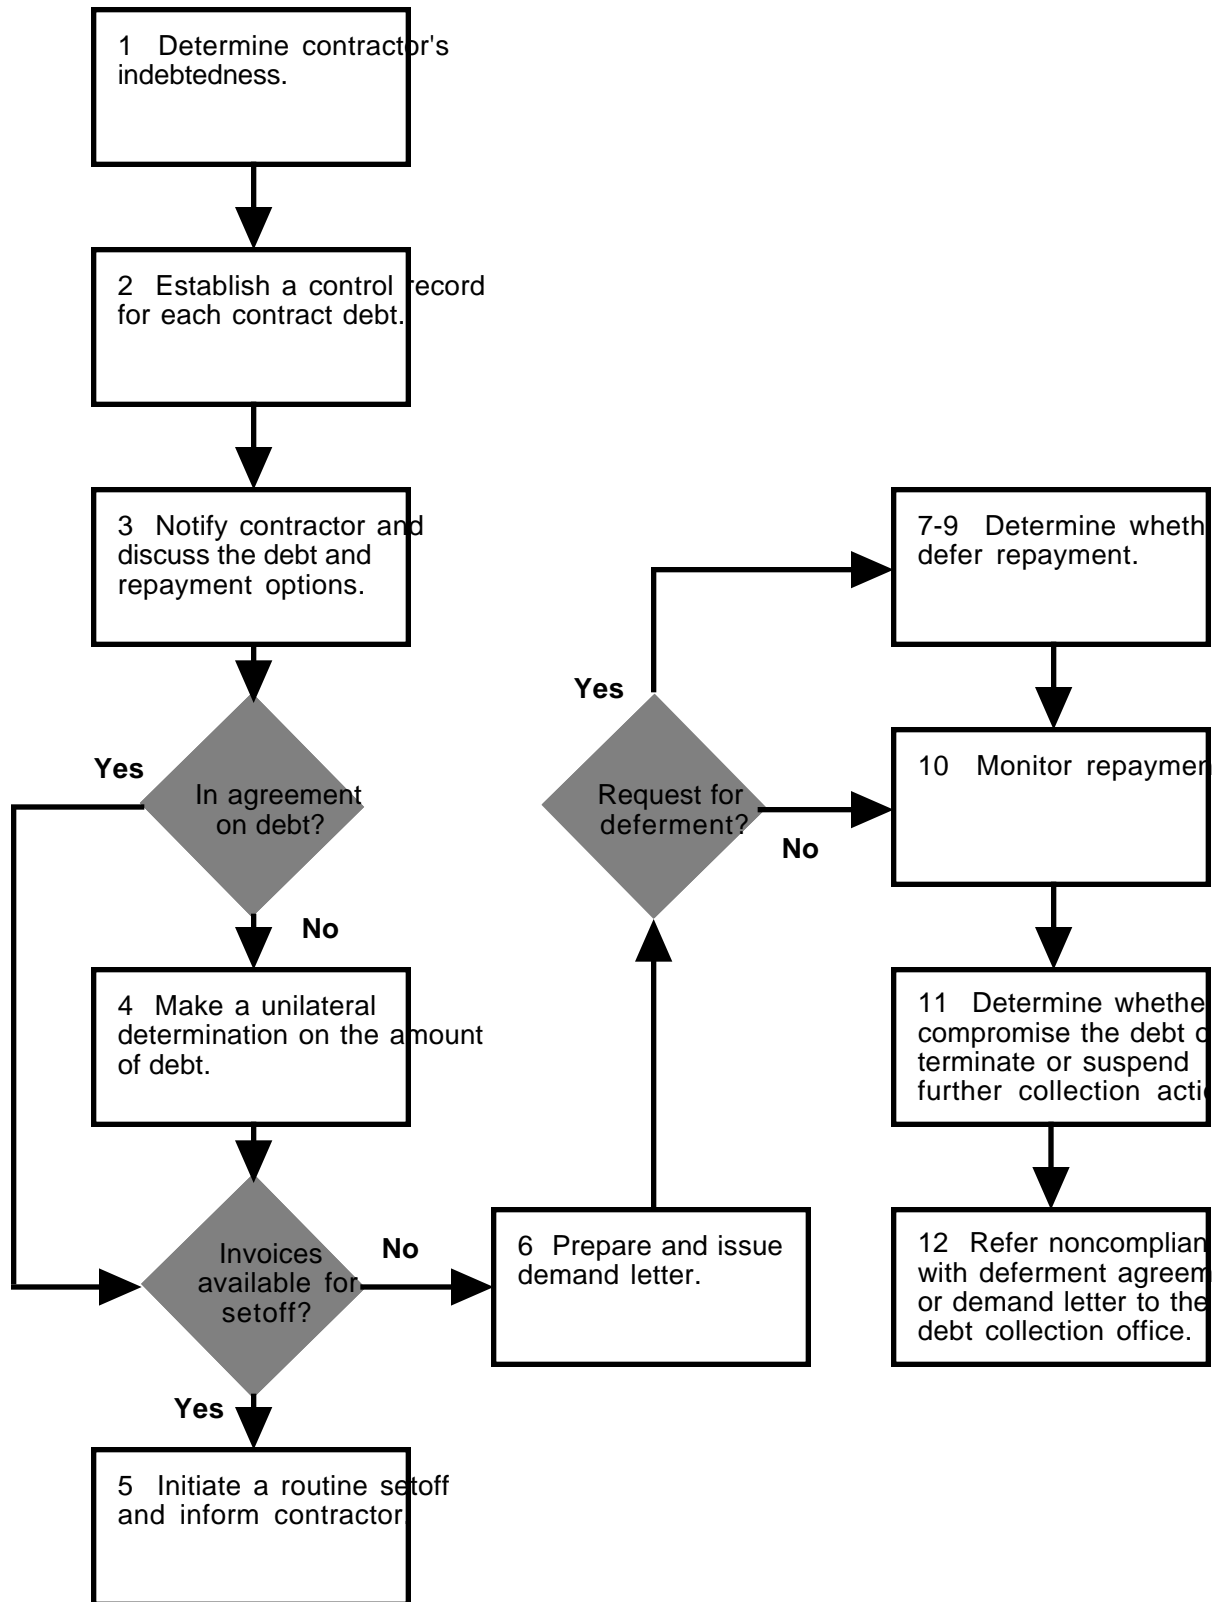 1 Determine contractor's
indebtedness.
2 Establish a control record
for each contract debt.
3 Notify contractor and
discuss the debt and
repayment options.
Yes
In agreement
on debt?
No
4 Make a unilateral
determination on the amount
of debt.
Invoices
available for
setoff?
No
Yes
5 Initiate a routine setoff
and inform contractor.
6 Prepare and issue
demand letter.
Yes
Request for
deferment?
No
7-9 Determine wheth
defer repayment.
10 Monitor repaymen
11 Determine whethe
compromise the debt o
terminate or suspend
further collection acti
12 Refer noncomplian
with deferment agreem
or demand letter to the
debt collection office.